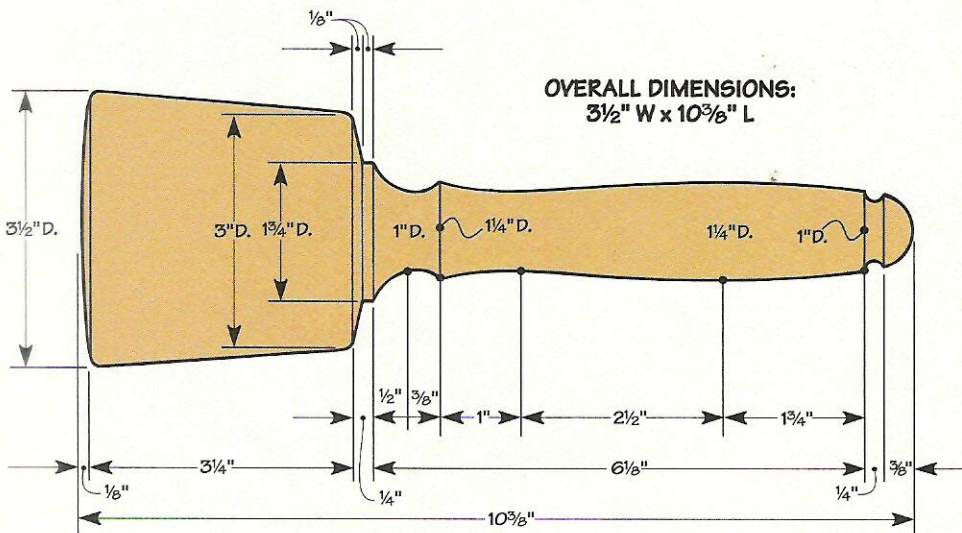 ⅛"
OVERALL DIMENSIONS:
3½" W x 10⅜" L
3½" D.
3" D.
1¾" D.
1" D.
1¼" D.
1¼" D.
1" D.
½"
⅜"
1"
2½"
1¾"
3¼"
6⅛"
⅜"
⅛"
¼"
¼"
10⅜"